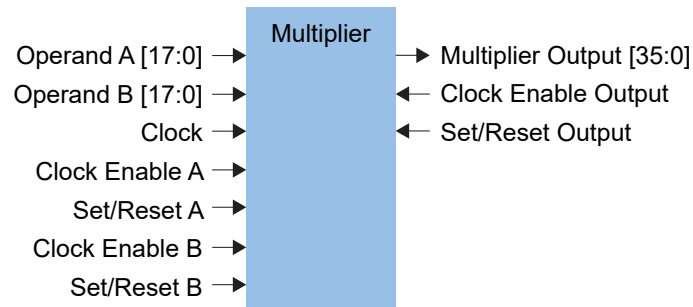 Multiplier
Operand A [17:0]
Operand B [17:0]
Clock
Clock Enable A
Set/Reset A
Clock Enable B
Set/Reset B
Multiplier Output [35:0]
Clock Enable Output
Set/Reset Output